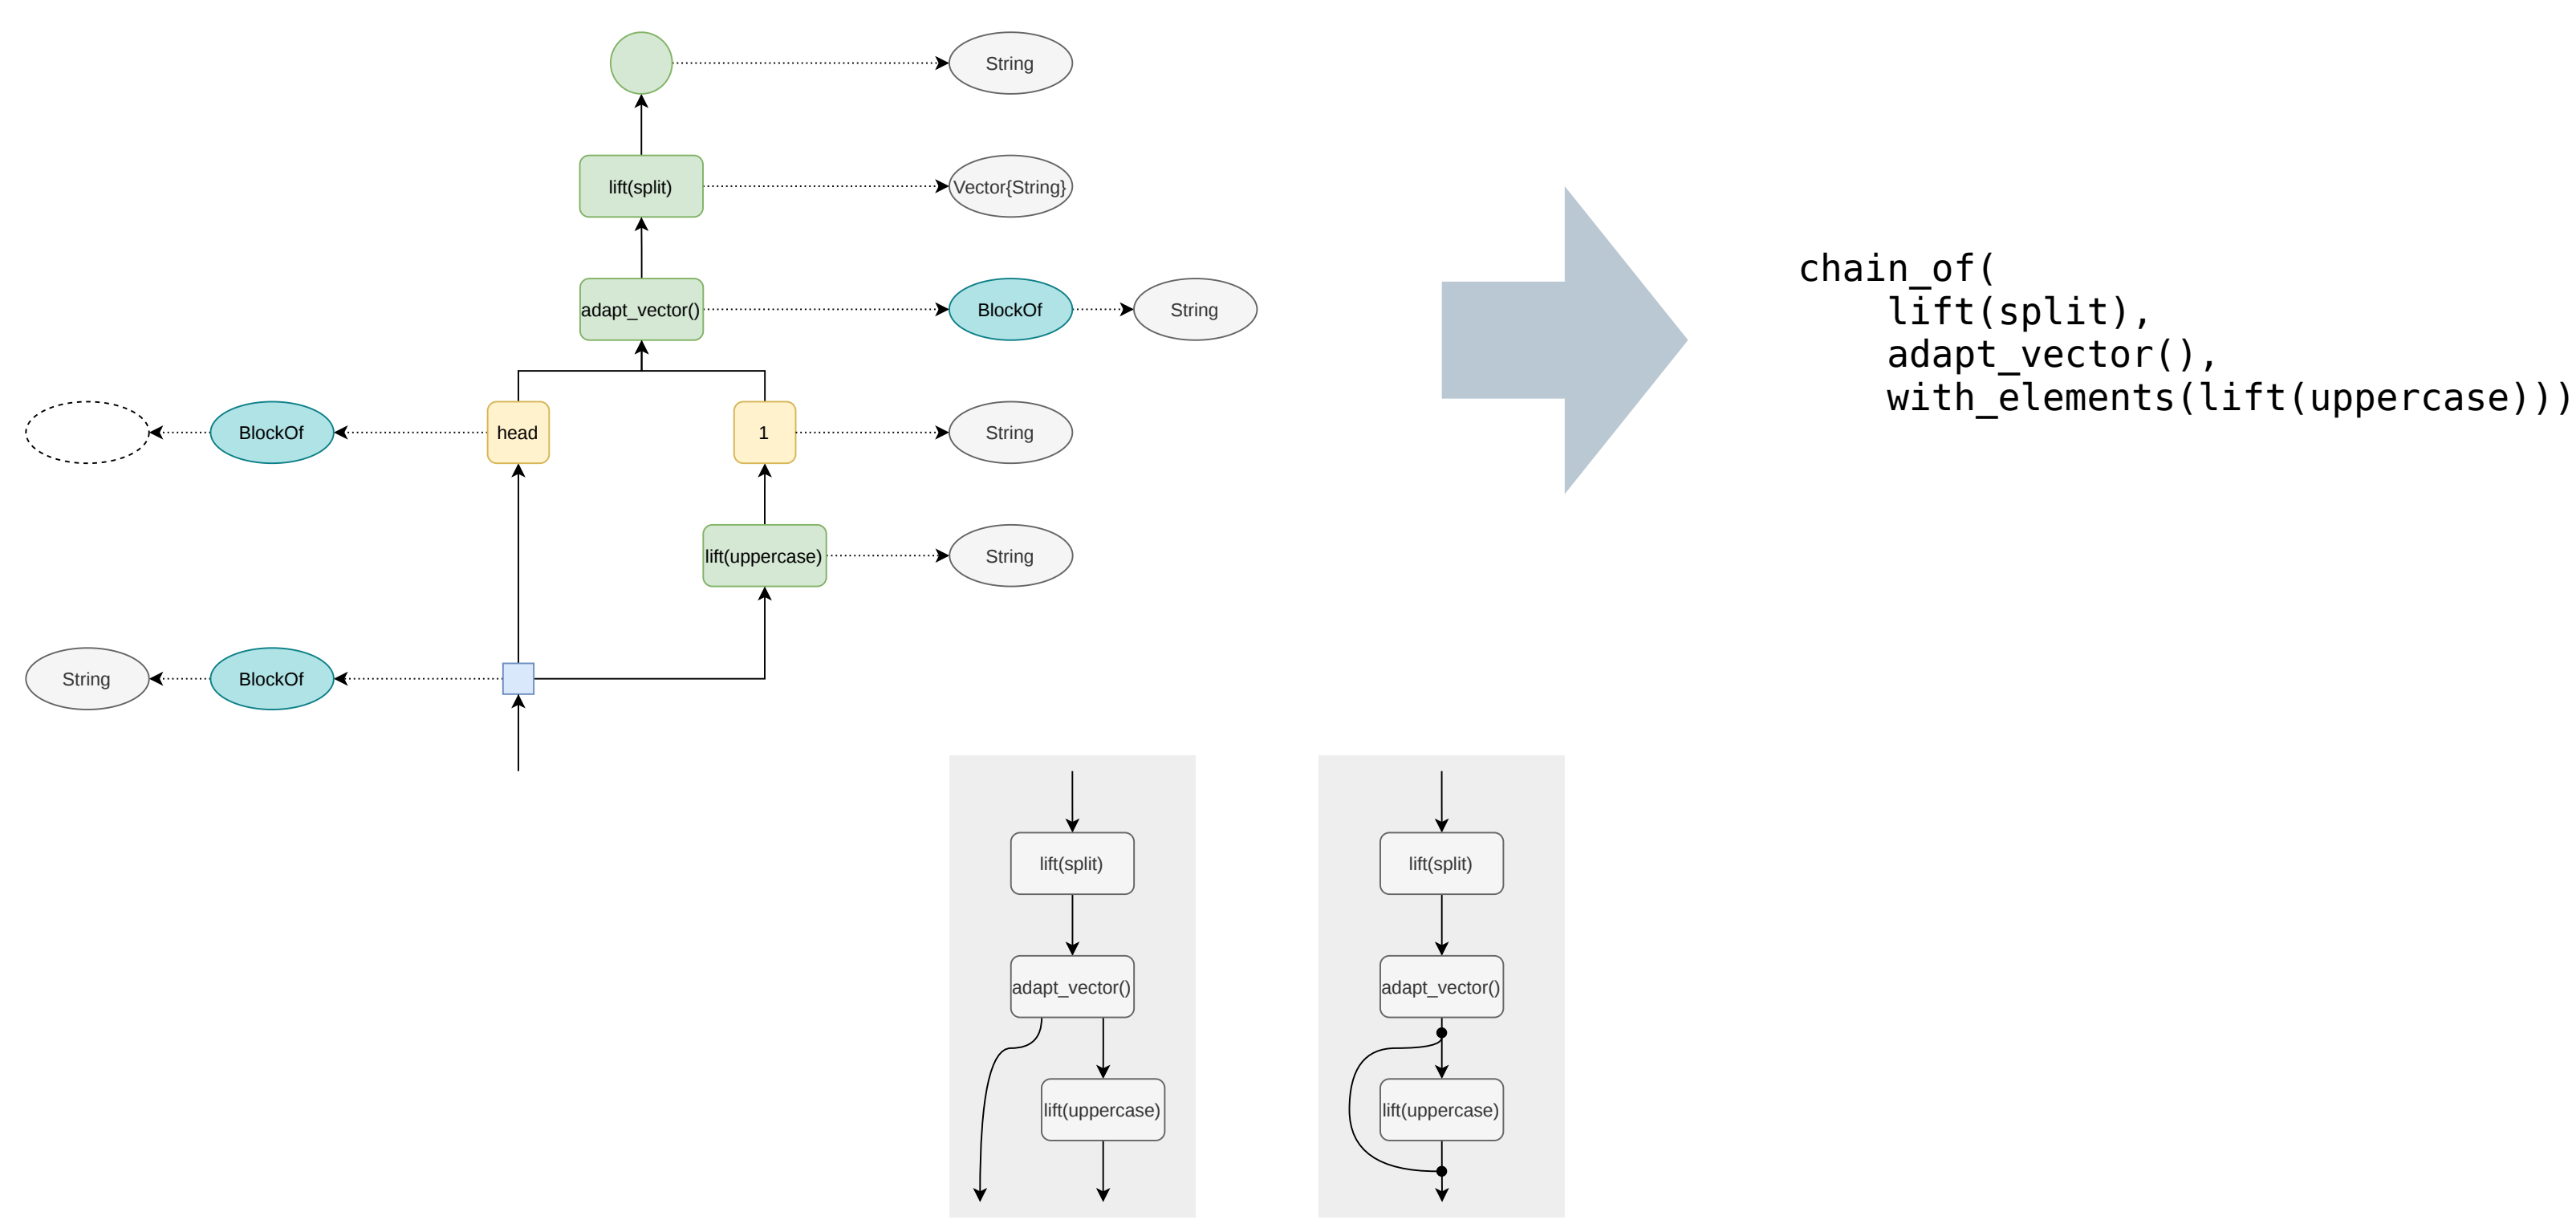 String
lift(split)
Vector{String}
adapt_vector()
BlockOf
String
BlockOf
head
1
String
lift(uppercase)
String
String
BlockOf
chain_of(
    lift(split),
    adapt_vector(),
    with_elements(lift(uppercase)))
lift(split)
adapt_vector()
lift(uppercase)
lift(split)
adapt_vector()
lift(uppercase)